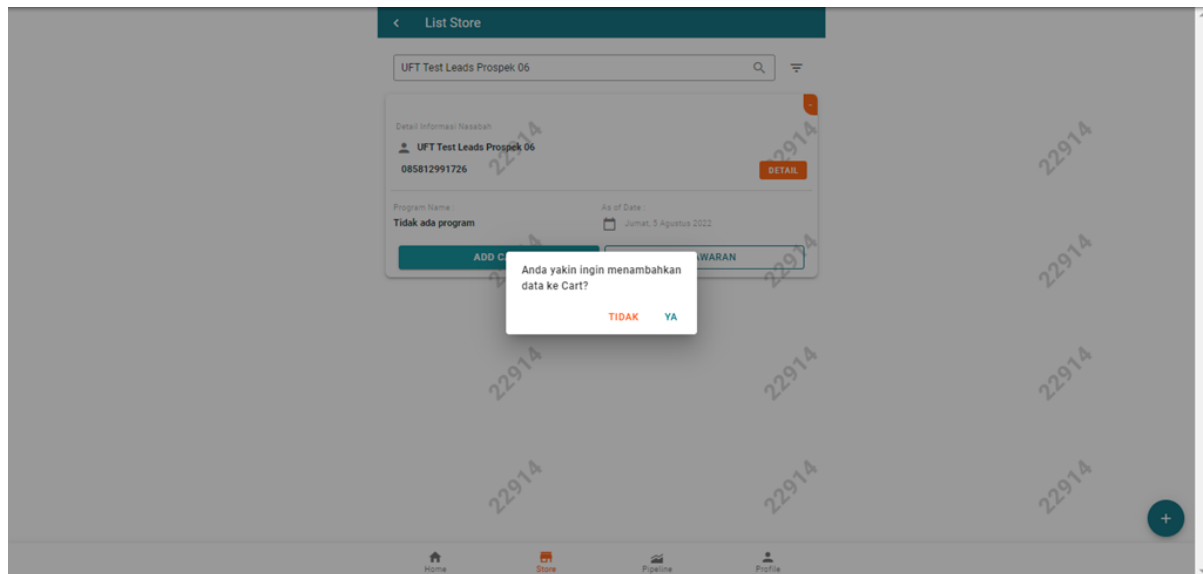 List Store
UFT Test Leads Prospek 06
-
Detail Informasi Nasabah
UFT Test Leads Prospek 06
085812991726
DETAIL
Program Name :
As of Date :
Tidak ada program
Jumat, 5 Agustus 2022
ADD C
WARAN
Anda yakin ingin menambahkan
data ke Cart?
TIDAK YA
22914
22914
22914
22914
22914
22914
22914
22914
22914
22914
22914
22914
+
Home
Store
Pipeline
Profile